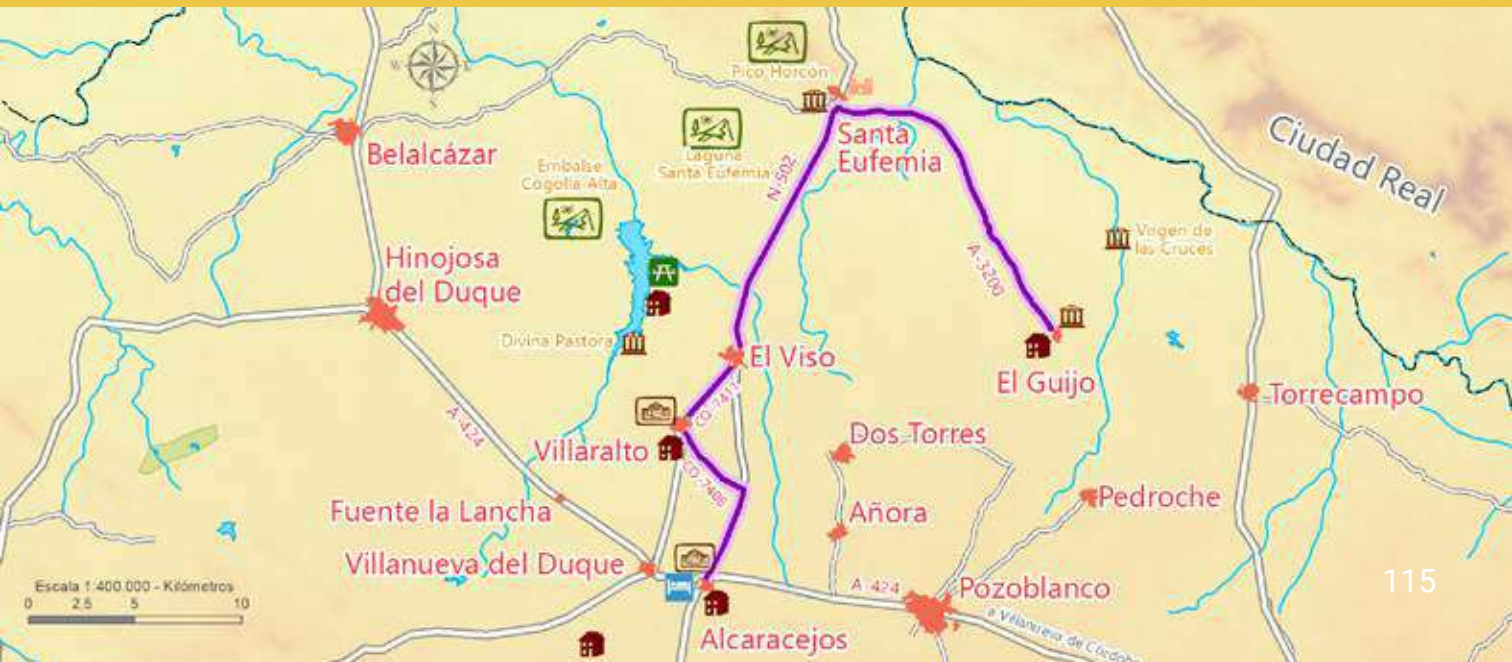 N
W
S
Pico Horcón
Belalcázar
Santa
Eufemia
Laguna
Santa Eufemia
Embalse
Cogolla Alta
N-502
Ciudad Real
Virgen de
las Cruces
Hinojosa
del Duque
A-3200
Divina Pastora
El Viso
El Guijo
Torrecampo
CO 7411
A-424
Villaralto
CO 7406
Dos Torres
Fuente la Lancha
Añora
Pedroche
Villanueva del Duque
A 424
Pozoblanco
115
Escala 1:400.000 - Kilómetros
0 2.5 5 10
Alcaracejos
a Villanueva de Córdoba